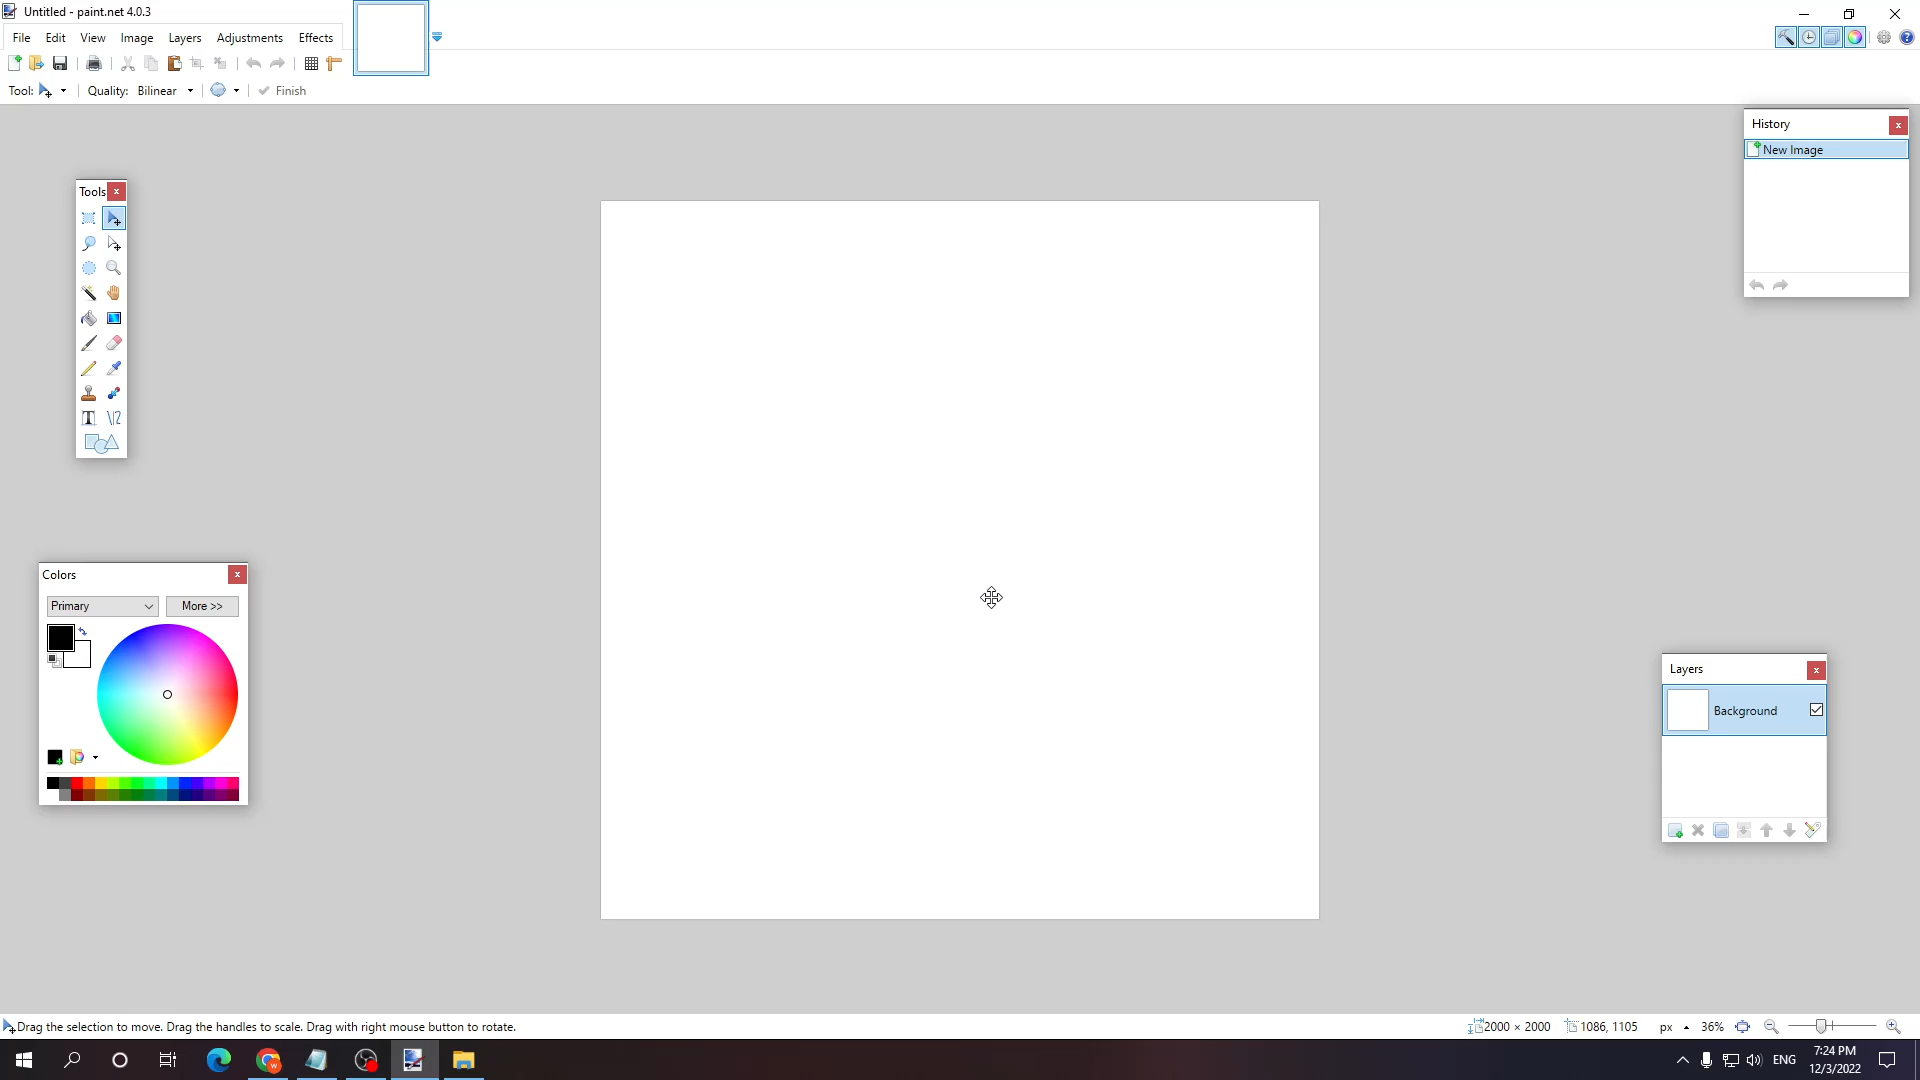 Untitled - paint.net 4.0.3
File Edit View Image Layers Adjustments Effects
Tool: Quality: Bilinear Finish
History
New Image
Tools
Colors
Primary More >>
Layers
Background
Drag the selection to move. Drag the handles to scale. Drag with right mouse button to rotate.
2000 × 2000 1086, 1105 px 36%
ENG
7:24 PM
12/3/2022